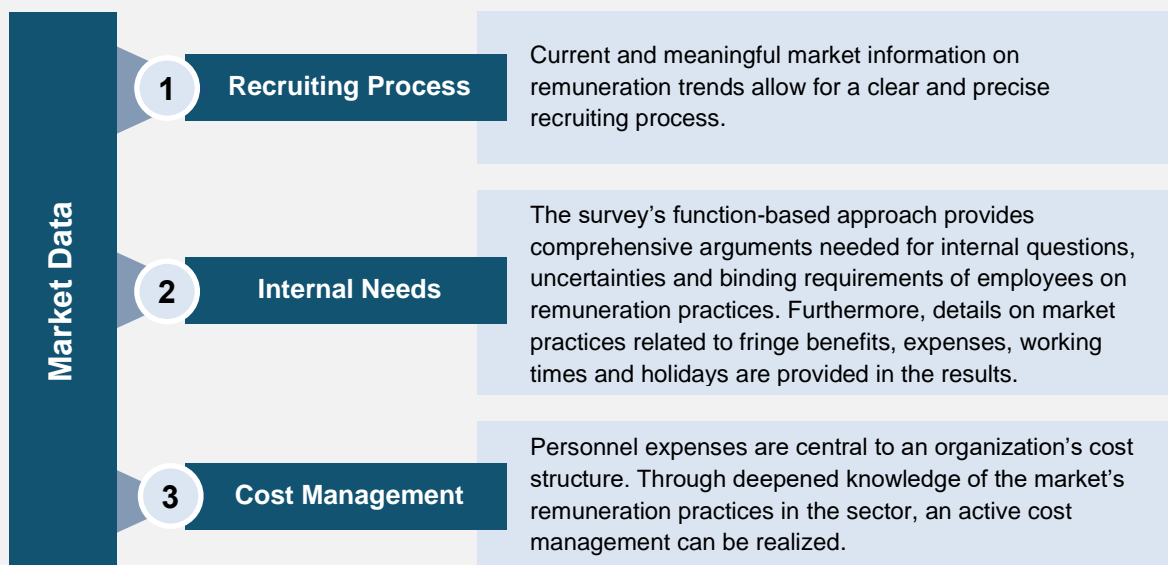 Market Data
1
Recruiting Process
Current and meaningful market information on
remuneration trends allow for a clear and precise
recruiting process.
2
Internal Needs
The survey’s function-based approach provides
comprehensive arguments needed for internal questions,
uncertainties and binding requirements of employees on
remuneration practices. Furthermore, details on market
practices related to fringe benefits, expenses, working
times and holidays are provided in the results.
3
Cost Management
Personnel expenses are central to an organization’s cost
structure. Through deepened knowledge of the market’s
remuneration practices in the sector, an active cost
management can be realized.